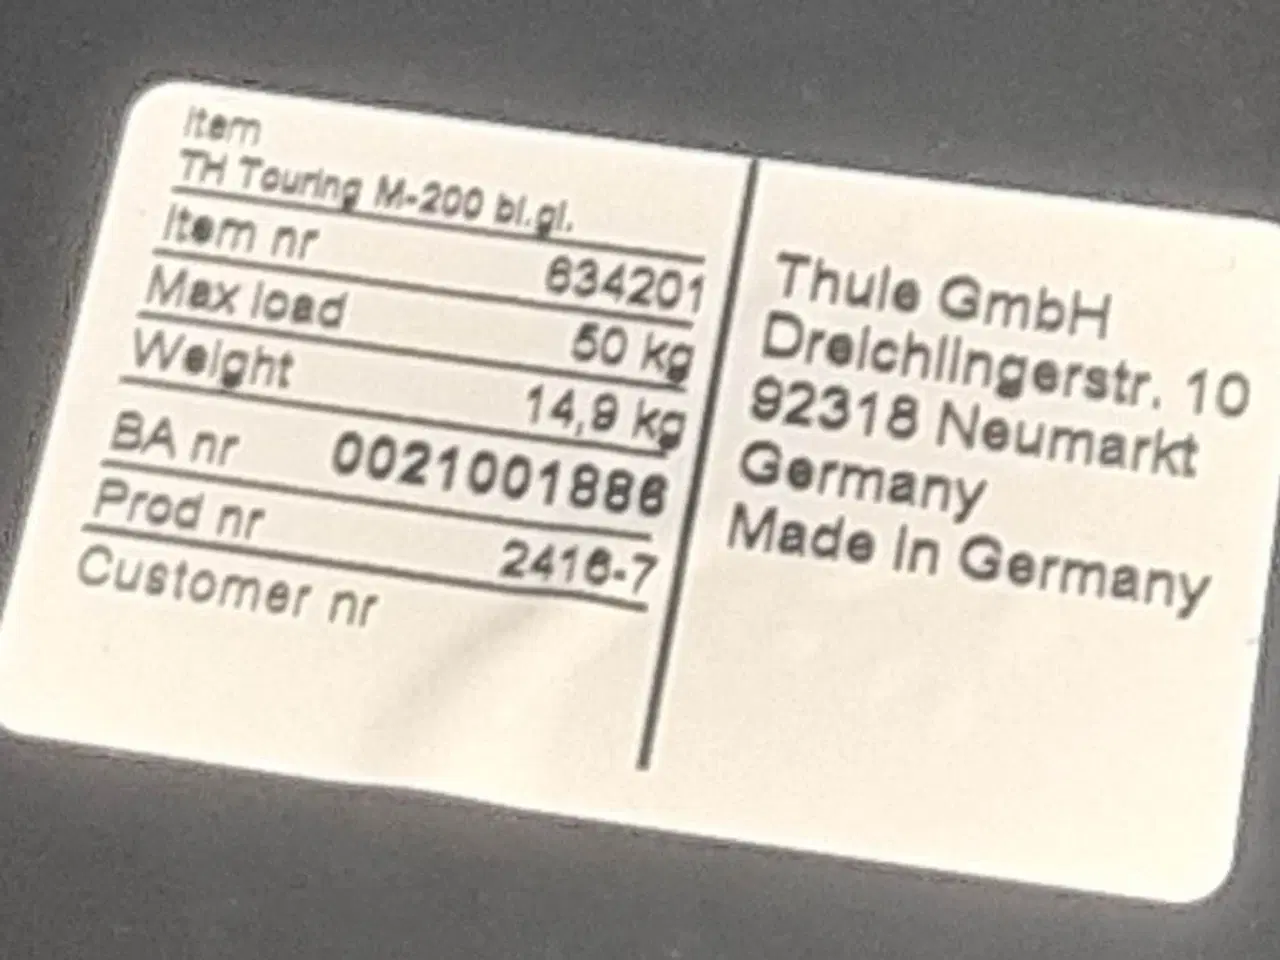 Item
TH Touring M-200 bl.gl.
Item nr 634201
Max load 50 kg
Weight 14,9 kg
BA nr 0021001886
Prod nr 2416-7
Customer nr
Thule GmbH
Dreichlingerstr. 10
92318 Neumarkt
Germany
Made in Germany